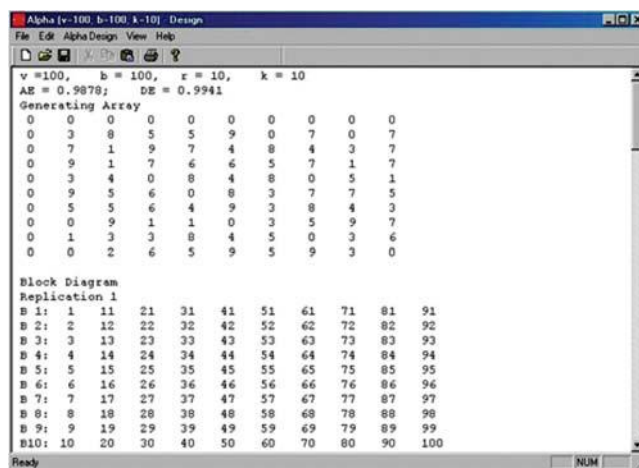 Alpha [v-100, b-100, k-10] - Design
File Edit Alpha Design View Help
v =100, b = 100, r = 10, k = 10
AE = 0.9878; DE = 0.9941
Generating Array
0 0 0 0 0 0 0 0 0 0
0 3 8 5 5 9 0 7 0 7
0 7 1 9 7 4 8 4 3 7
0 9 1 7 6 6 5 7 1 7
0 3 4 0 8 4 8 0 5 1
0 9 5 6 0 8 3 7 7 5
0 5 5 6 4 9 3 8 4 3
0 0 9 1 1 0 3 5 9 7
0 1 3 3 8 4 5 0 3 6
0 0 2 6 5 9 5 9 3 0
Block Diagram
Replication 1
B 1: 1 11 21 31 41 51 61 71 81 91
B 2: 2 12 22 32 42 52 62 72 82 92
B 3: 3 13 23 33 43 53 63 73 83 93
B 4: 4 14 24 34 44 54 64 74 84 94
B 5: 5 15 25 35 45 55 65 75 85 95
B 6: 6 16 26 36 46 56 66 76 86 96
B 7: 7 17 27 37 47 57 67 77 87 97
B 8: 8 18 28 38 48 58 68 78 88 98
B 9: 9 19 29 39 49 59 69 79 89 99
B10: 10 20 30 40 50 60 70 80 90 100
Ready NUM